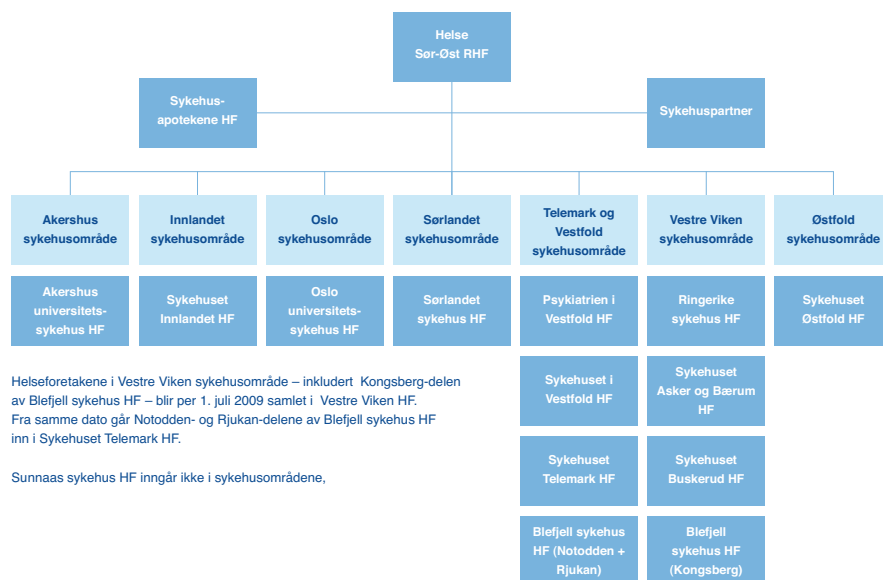 Helse
Sør-Øst RHF
Sykehus-
apotekene HF
Sykehuspartner
Akershus
sykehusområde
Innlandet
sykehusområde
Oslo
sykehusområde
Sørlandet
sykehusområde
Telemark og
Vestfold
sykehusområde
Vestre Viken
sykehusområde
Østfold
sykehusområde
Akershus
universitets-
sykehus HF
Sykehuset
Innlandet HF
Oslo
universitets-
sykehus HF
Sørlandet
sykehus HF
Psykiatrien i
Vestfold HF
Ringerike
sykehus HF
Sykehuset
Østfold HF
Sykehuset i
Vestfold HF
Sykehuset
Asker og Bærum
HF
Sykehuset
Telemark HF
Sykehuset
Buskerud HF
Blefjell sykehus
HF (Notodden +
Rjukan)
Blefjell
sykehus HF
(Kongsberg)
Helseforetakene i Vestre Viken sykehusområde – inkludert Kongsberg-delen
av Blefjell sykehus HF – blir per 1. juli 2009 samlet i Vestre Viken HF.
Fra samme dato går Notodden- og Rjukan-delene av Blefjell sykehus HF
inn i Sykehuset Telemark HF.
Sunnaas sykehus HF inngår ikke i sykehusområdene,